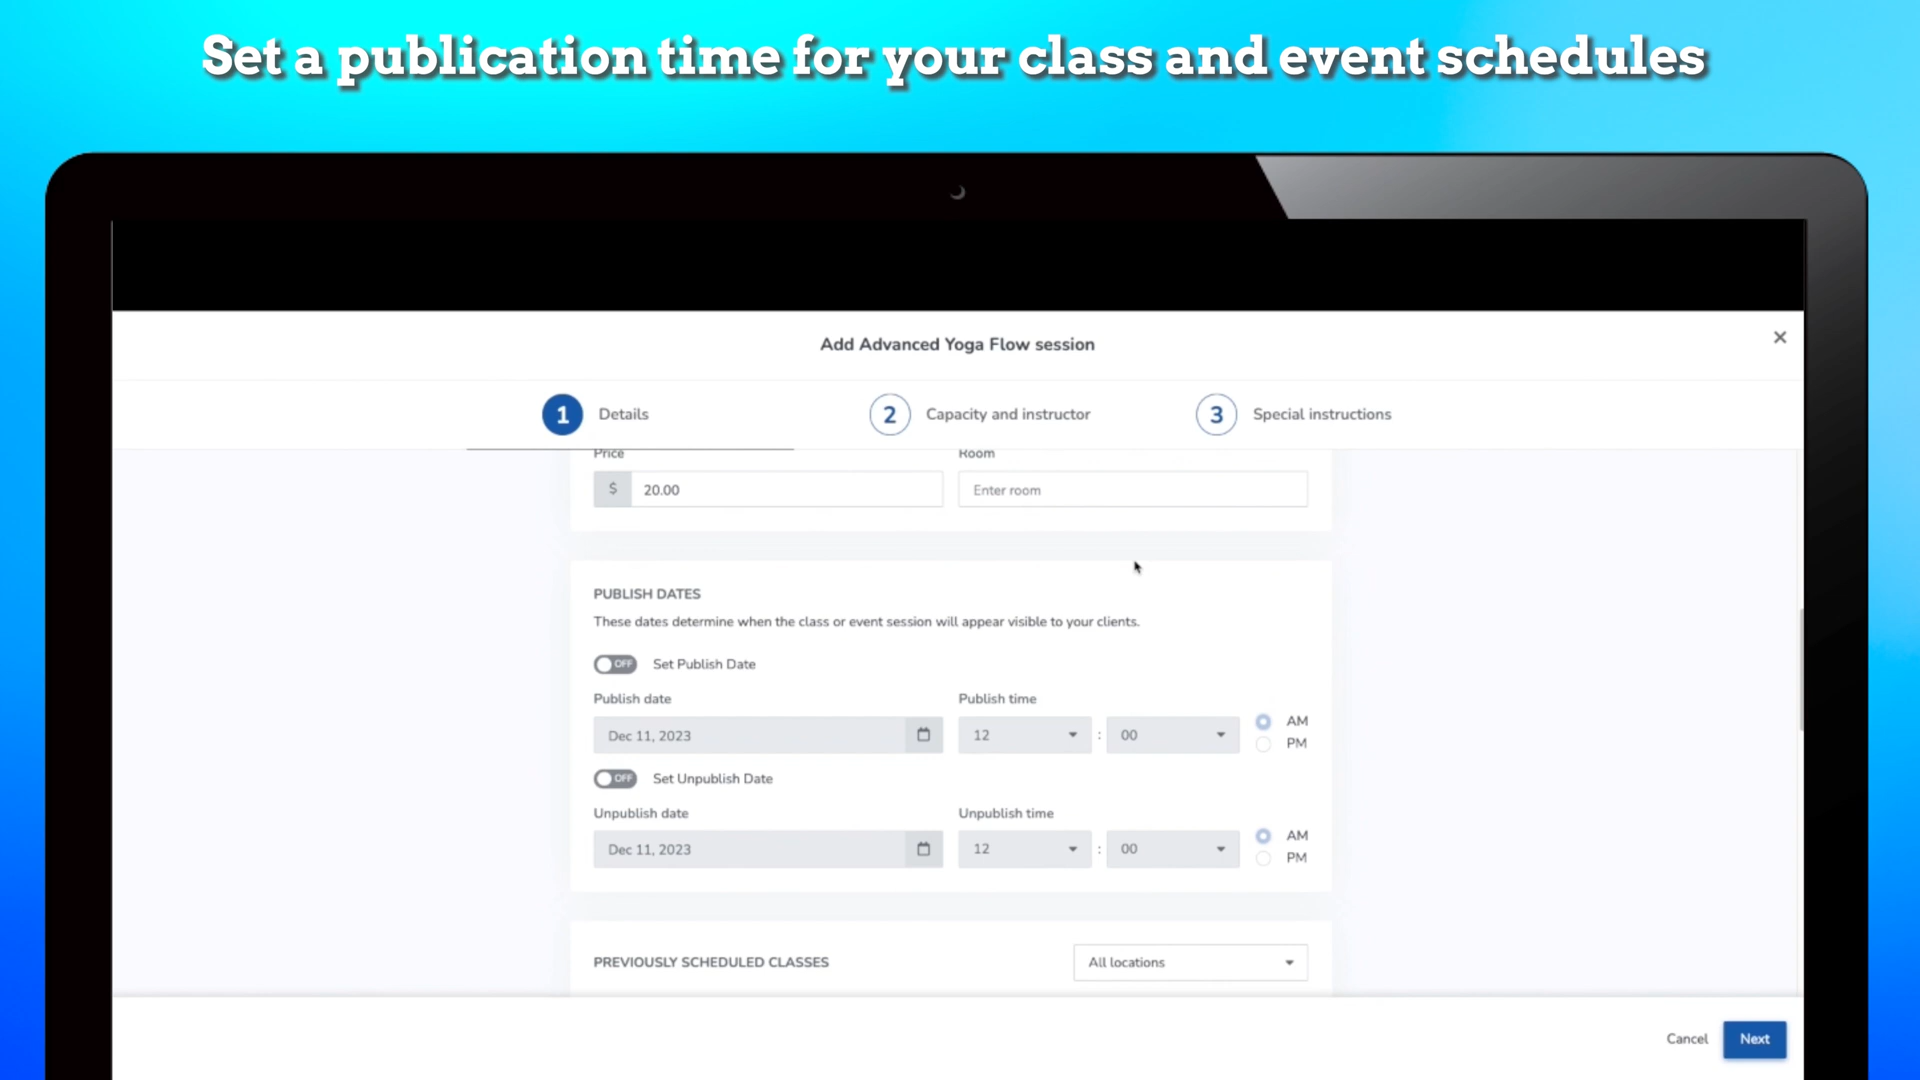 Set a publication time for your class and event schedules
Add Advanced Yoga Flow session
1 Details 2 Capacity and instructor 3 Special instructions
Price Room
$ 20.00 Enter room
PUBLISH DATES
These dates determine when the class or event session will appear visible to your clients.
OFF Set Publish Date
Publish date Publish time
Dec 11, 2023 12 : 00 AM
PM
OFF Set Unpublish Date
Unpublish date Unpublish time
Dec 11, 2023 12 : 00 AM
PM
PREVIOUSLY SCHEDULED CLASSES All locations
Cancel Next